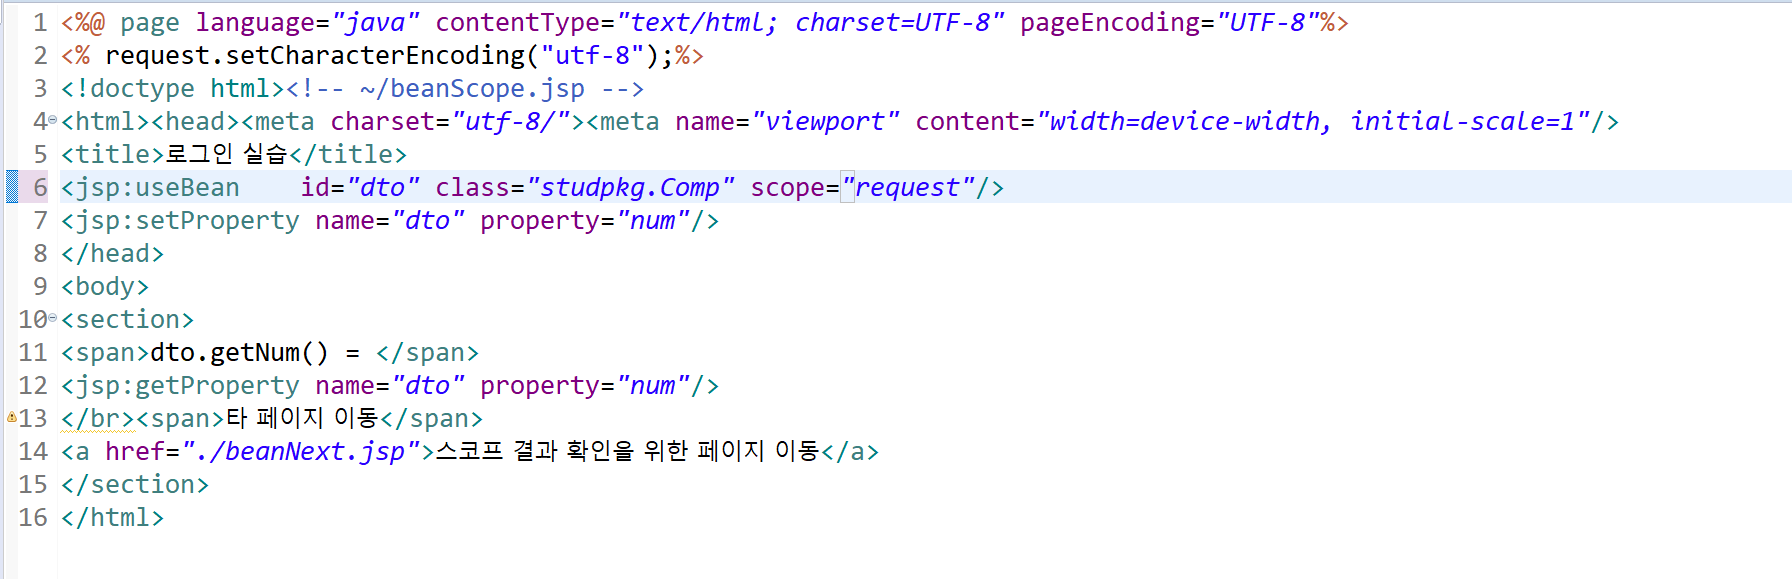 1 <%@ page language="java" contentType="text/html; charset=UTF-8" pageEncoding="UTF-8"%>
2 <% request.setCharacterEncoding("utf-8");%>
3 <!doctype html><!-- ~/beanScope.jsp -->
4 <html><head><meta charset="utf-8/"><meta name="viewport" content="width=device-width, initial-scale=1"/>
5 <title>로그인 실습</title>
6 <jsp:useBean    id="dto" class="studpkg.Comp" scope="request"/>
7 <jsp:setProperty name="dto" property="num"/>
8 </head>
9 <body>
10 <section>
11 <span>dto.getNum() = </span>
12 <jsp:getProperty name="dto" property="num"/>
13 </br><span>타 페이지 이동</span>
14 <a href="./beanNext.jsp">스코프 결과 확인을 위한 페이지 이동</a>
15 </section>
16 </html>